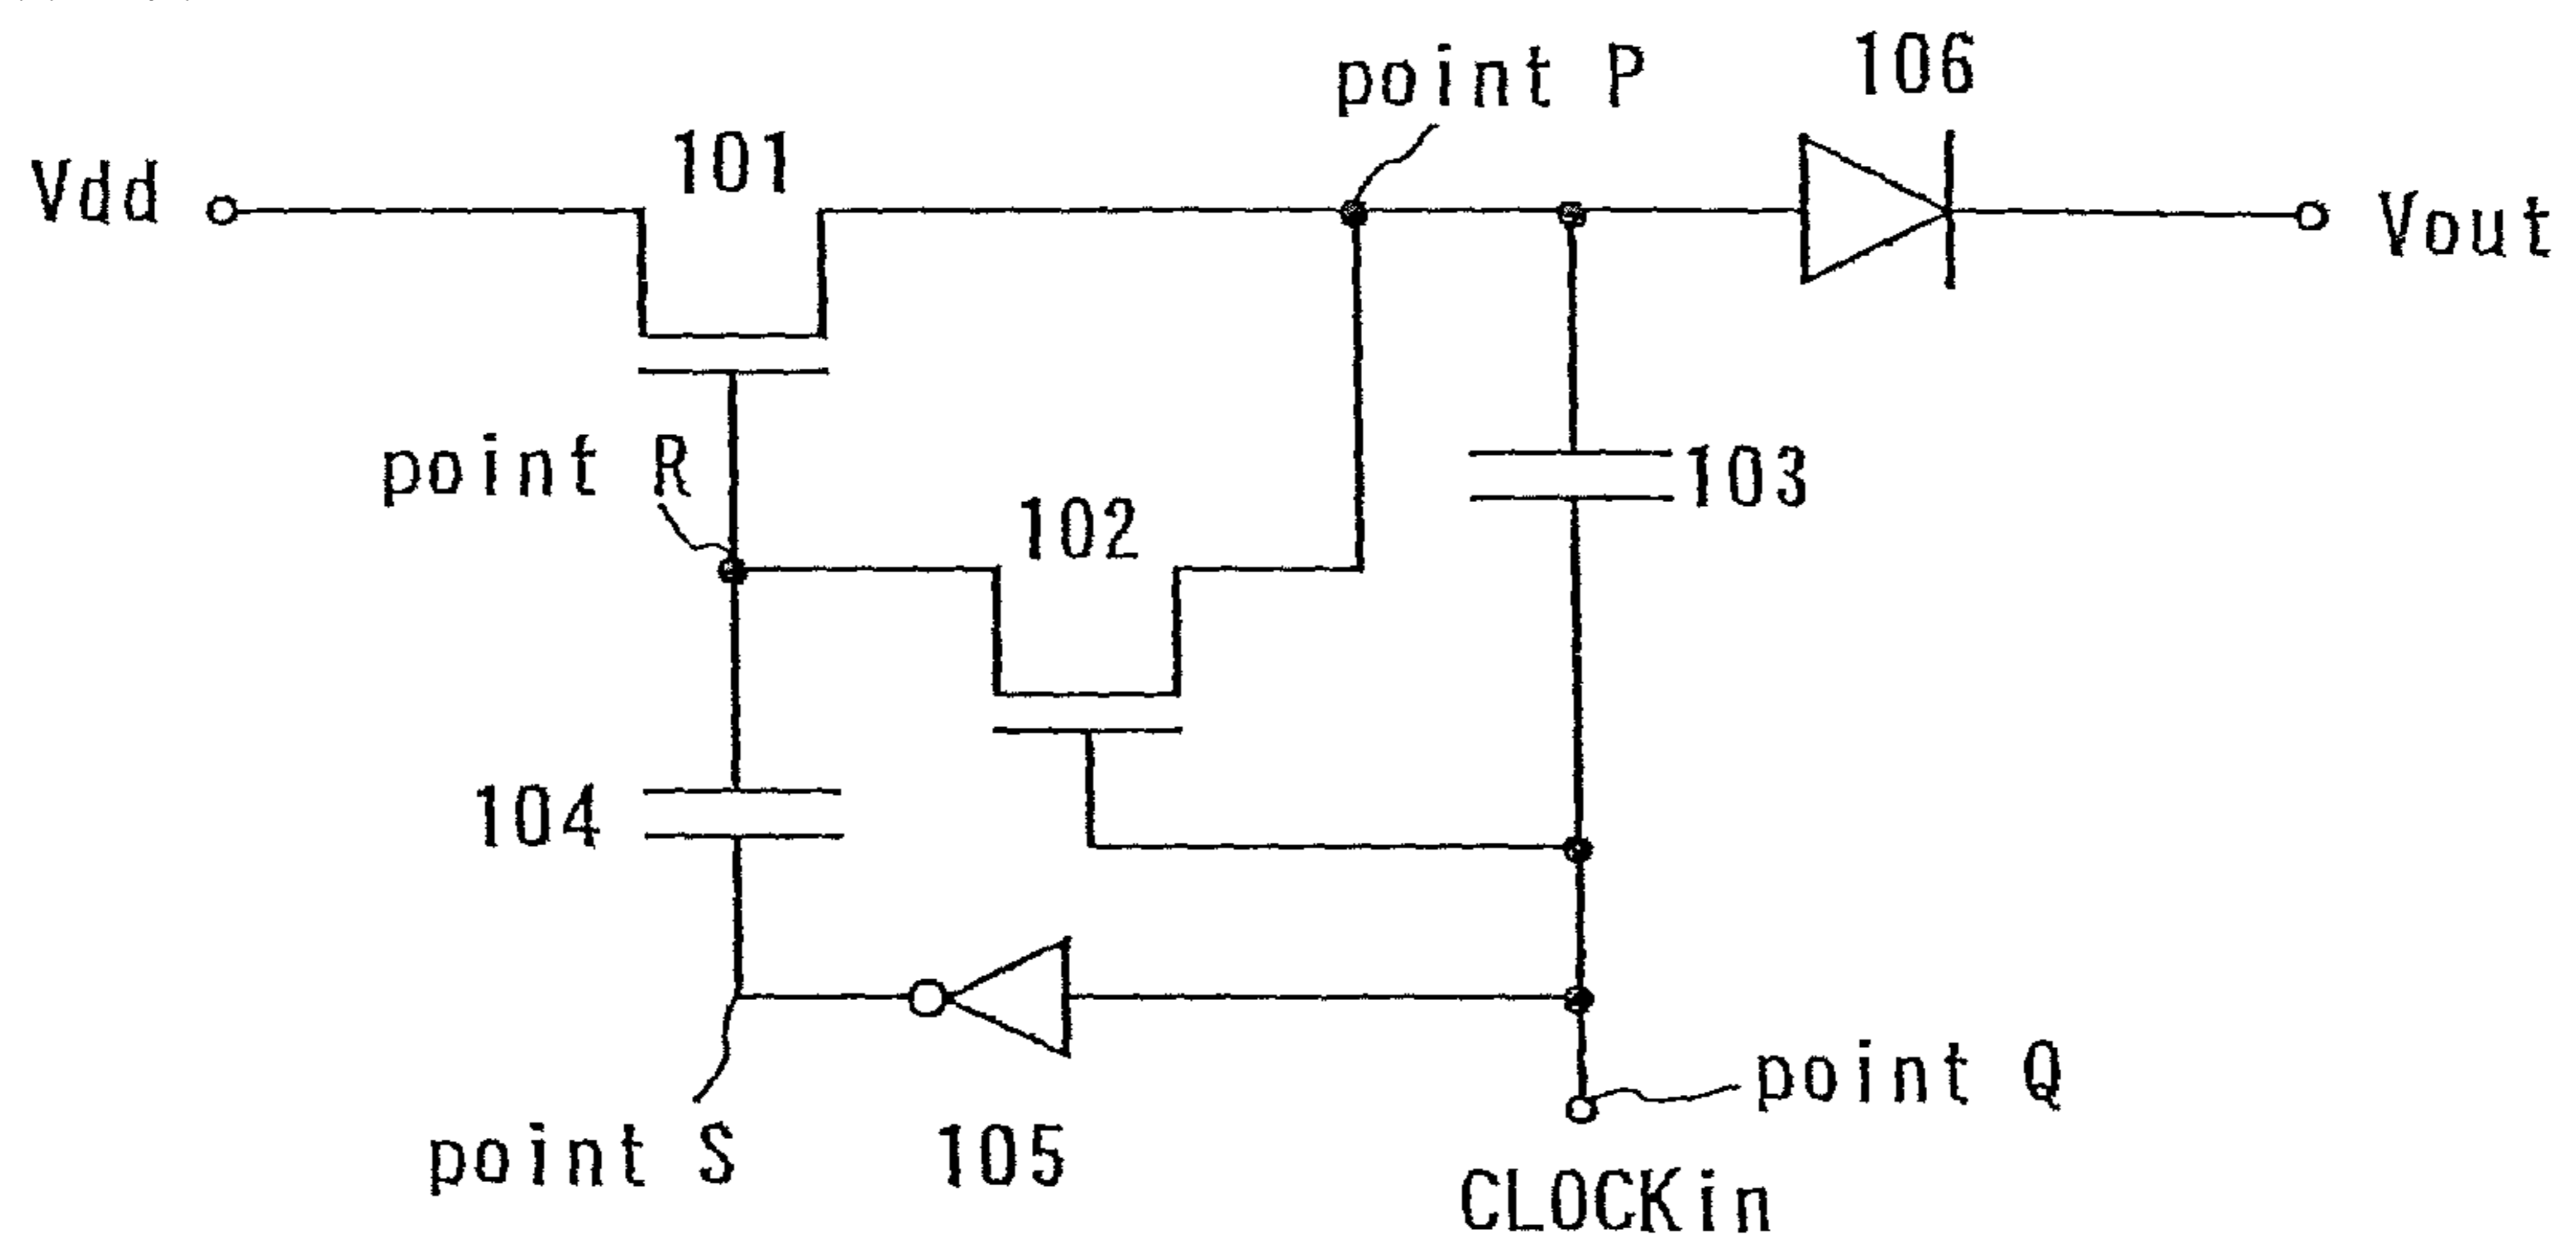 point P
106
Vdd
101
Vout
point R
102
103
104
point S
105
point Q
CLOCKin